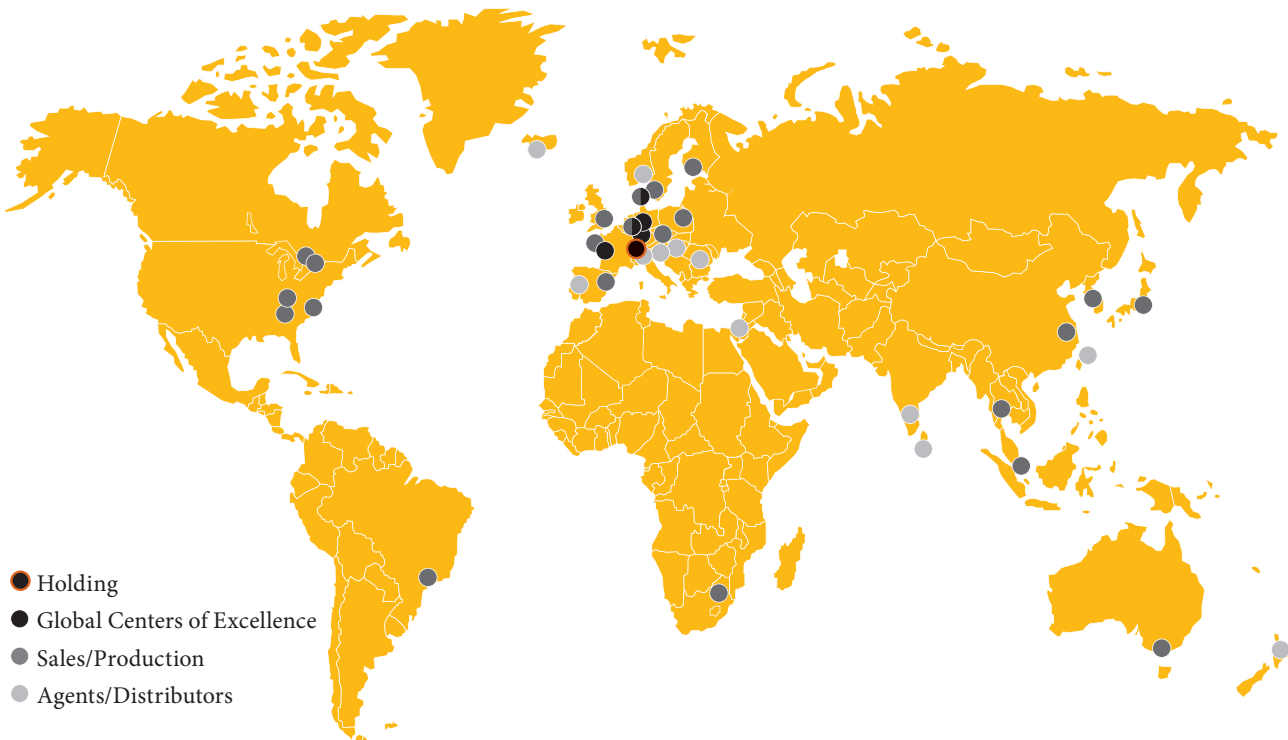 Holding
Global Centers of Excellence
Sales/Production
Agents/Distributors